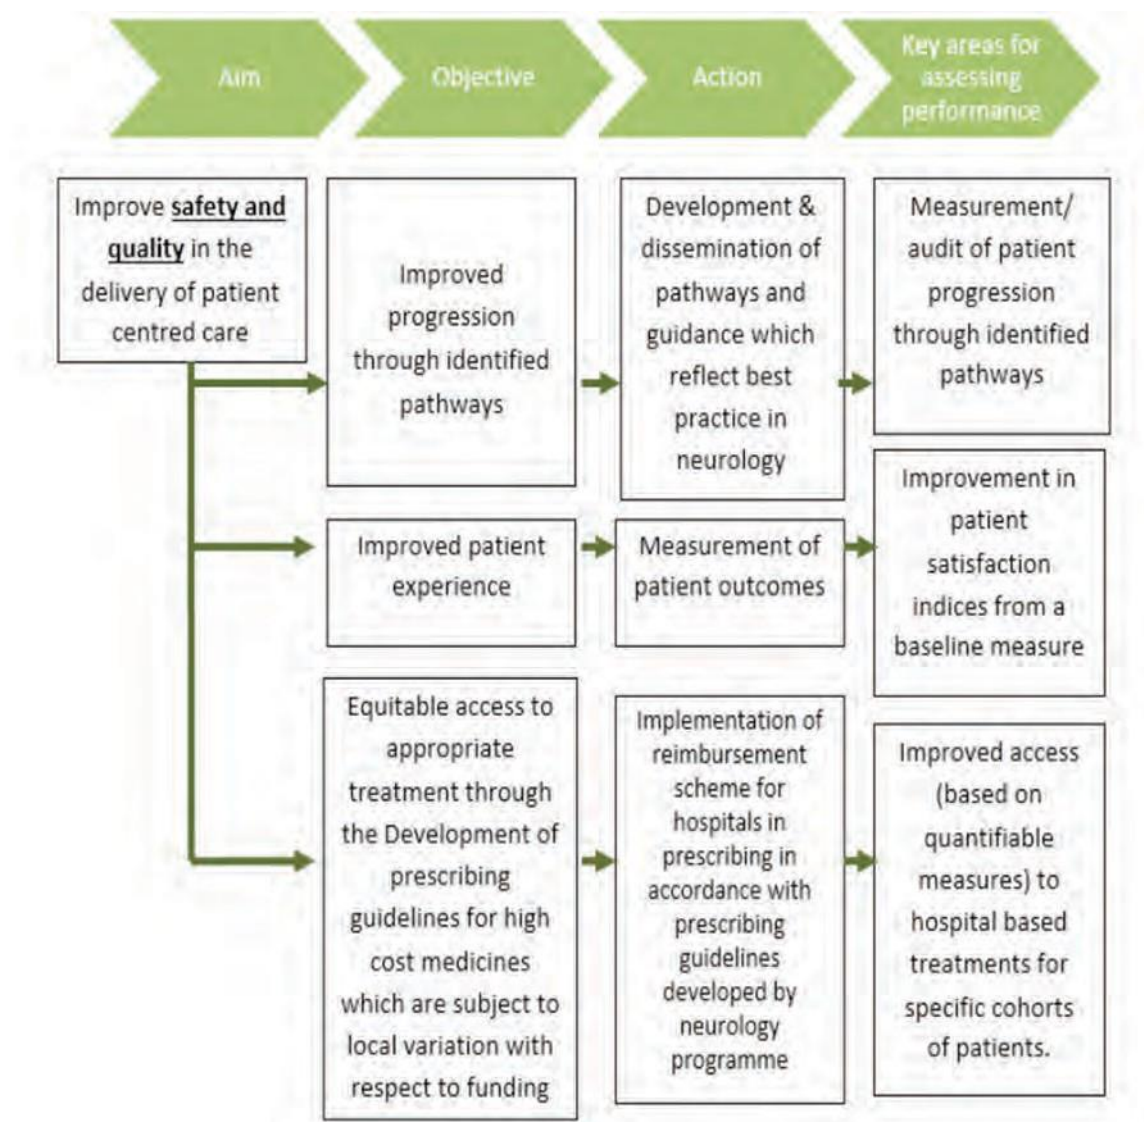 Aim
Objective
Action
Key areas for
assessing
performance
Improve safety and
quality in the
delivery of patient
centred care
Improved
progression
through identified
pathways
Development &
dissemination of
pathways and
guidance which
reflect best
practice in
neurology
Measurement/
audit of patient
progression
through identified
pathways
Improved patient
experience
Measurement of
patient outcomes
Improvement in
patient
satisfaction
indices from a
baseline measure
Equitable access to
appropriate
treatment through
the Development of
prescribing
guidelines for high
cost medicines
which are subject to
local variation with
respect to funding
Implementation of
reimbursement
scheme for
hospitals in
prescribing in
accordance with
prescribing
guidelines
developed by
neurology
programme
Improved access
(based on
quantifiable
measures) to
hospital based
treatments for
specific cohorts
of patients.